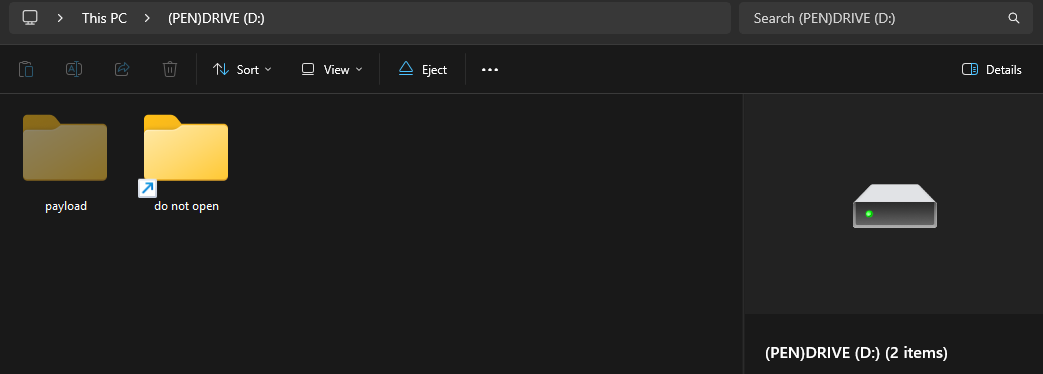 This PC > (PEN)DRIVE (D:)
Search (PEN)DRIVE (D:)
Sort View Eject ••• Details
payload do not open
(PEN)DRIVE (D:) (2 items)